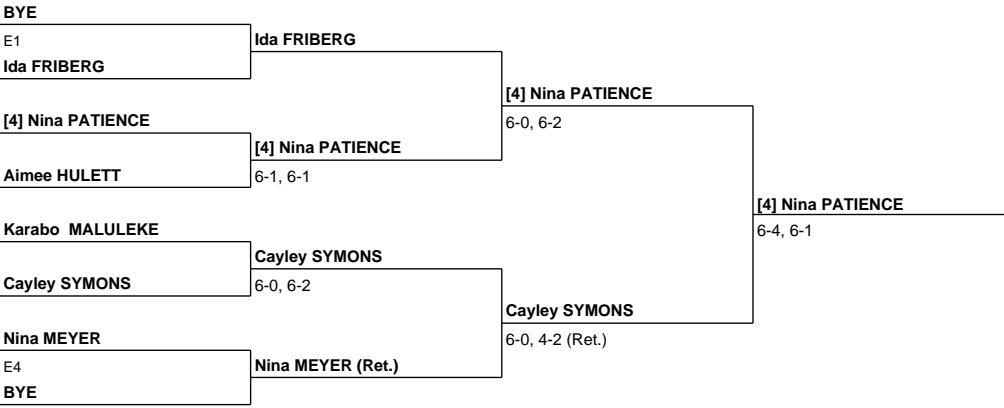 BYE
E1
Ida FRIBERG
Ida FRIBERG
[4] Nina PATIENCE
Aimee HULETT
[4] Nina PATIENCE
6-1, 6-1
[4] Nina PATIENCE
6-0, 6-2
Karabo  MALULEKE
Cayley SYMONS
Cayley SYMONS
6-0, 6-2
Nina MEYER
E4
BYE
Nina MEYER (Ret.)
Cayley SYMONS
6-0, 4-2 (Ret.)
[4] Nina PATIENCE
6-4, 6-1